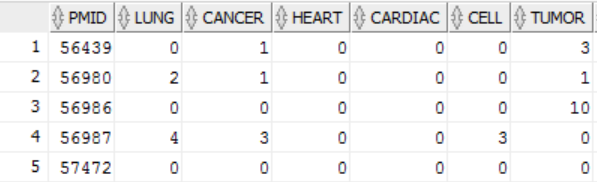 PMID LUNG CANCER HEART CARDIAC CELL TUMOR
1 56439 0 1 0 0 0 3
2 56980 2 1 0 0 0 1
3 56986 0 0 0 0 0 10
4 56987 4 3 0 0 3 0
5 57472 0 0 0 0 0 0